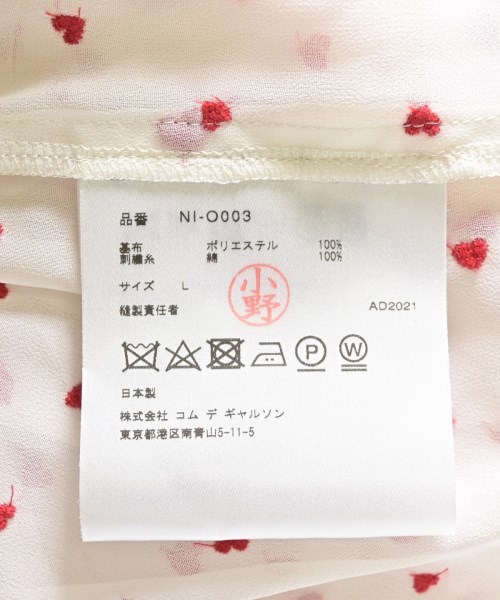 品番 NI-O003
基布 ポリエステル 100%
刺繍糸 綿 100%
サイズ L
小野
縫製責任者 AD2021
P W
日本製
株式会社 コム デ ギャルソン
東京都港区南青山5-11-5